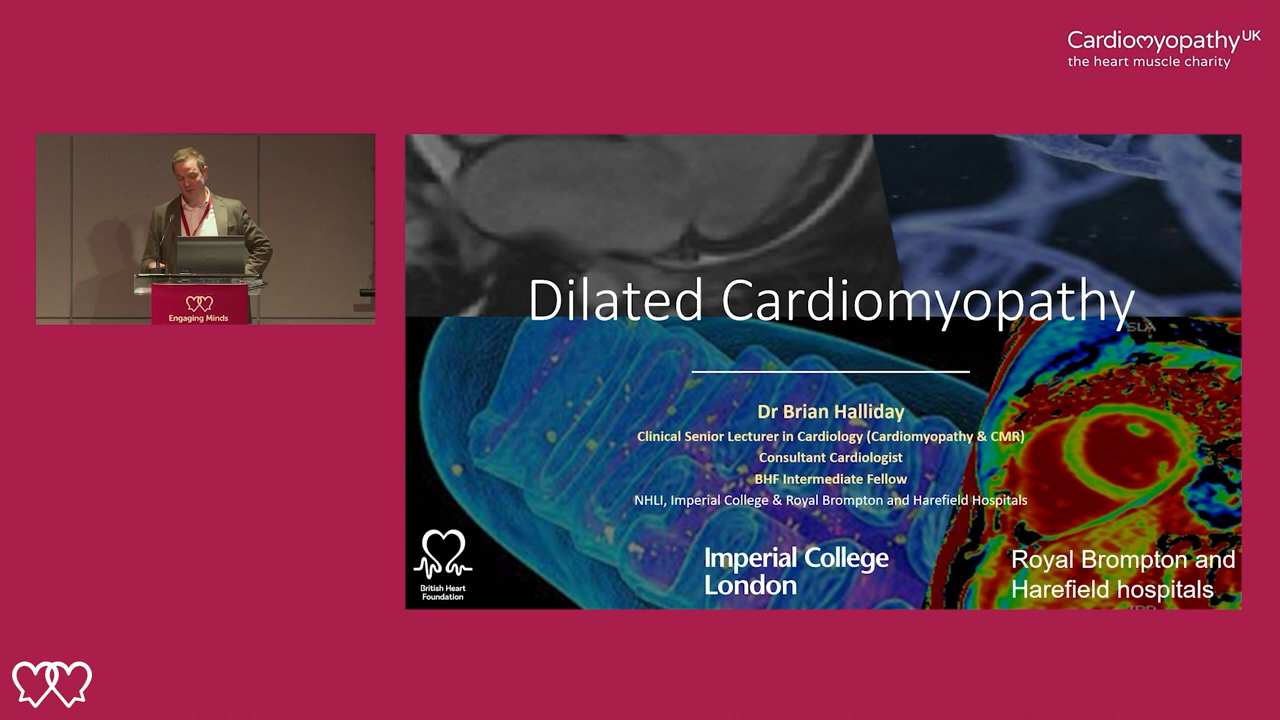 Cardiomyopathy UK
the heart muscle charity
Engaging Minds
SLA
Dilated Cardiomyopathy
Dr Brian Halliday
Clinical Senior Lecturer in Cardiology (Cardiomyopathy & CMR)
Consultant Cardiologist
BHF Intermediate Fellow
NHLI, Imperial College & Royal Brompton and Harefield Hospitals
British Heart
Foundation
Imperial College
London
Royal Brompton and
Harefield hospitals